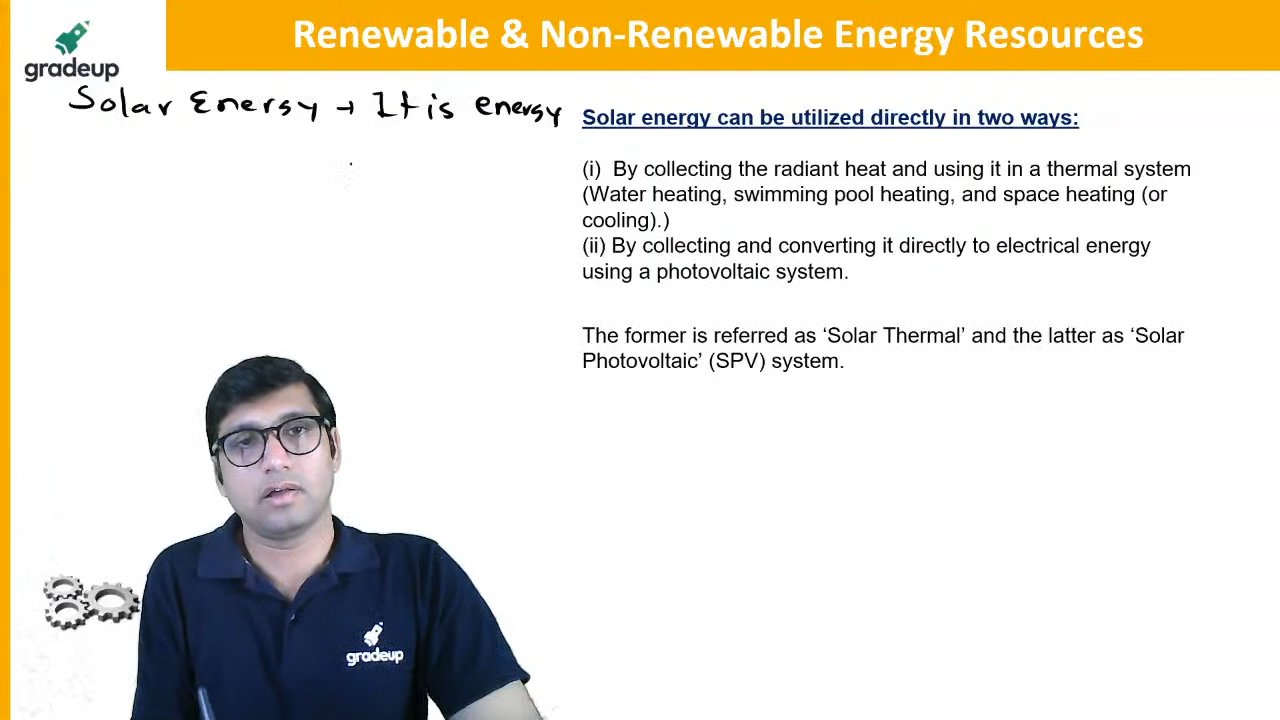 Renewable & Non-Renewable Energy Resources
gradeup
Solar Energy → It is energy
Solar energy can be utilized directly in two ways:
(i) By collecting the radiant heat and using it in a thermal system
(Water heating, swimming pool heating, and space heating (or
cooling).)
(ii) By collecting and converting it directly to electrical energy
using a photovoltaic system.
The former is referred as ‘Solar Thermal’ and the latter as ‘Solar
Photovoltaic’ (SPV) system.
gradeup